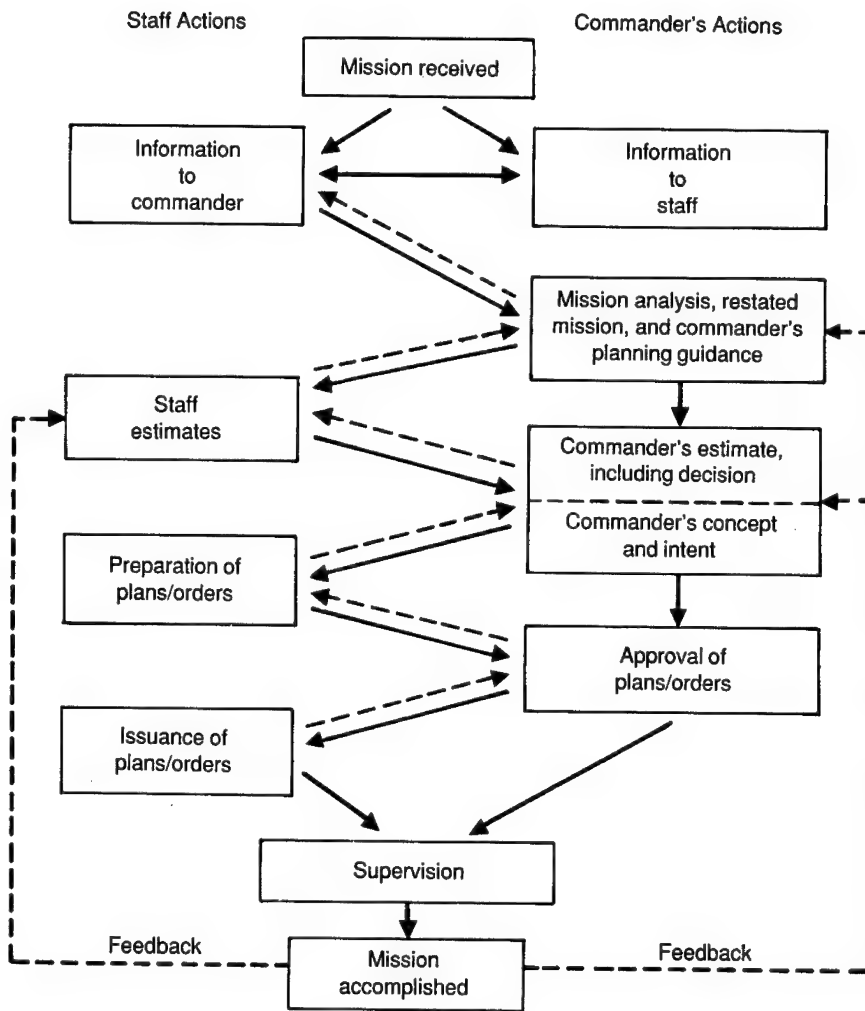 Staff Actions
Commander's Actions
Mission received
Information
to
commander
Information
to
staff
Mission analysis, restated
mission, and commander's
planning guidance
Staff
estimates
Commander's estimate,
including decision
Commander's concept
and intent
Preparation of
plans/orders
Approval of
plans/orders
Issuance of
plans/orders
Supervision
Feedback
Mission
accomplished
Feedback